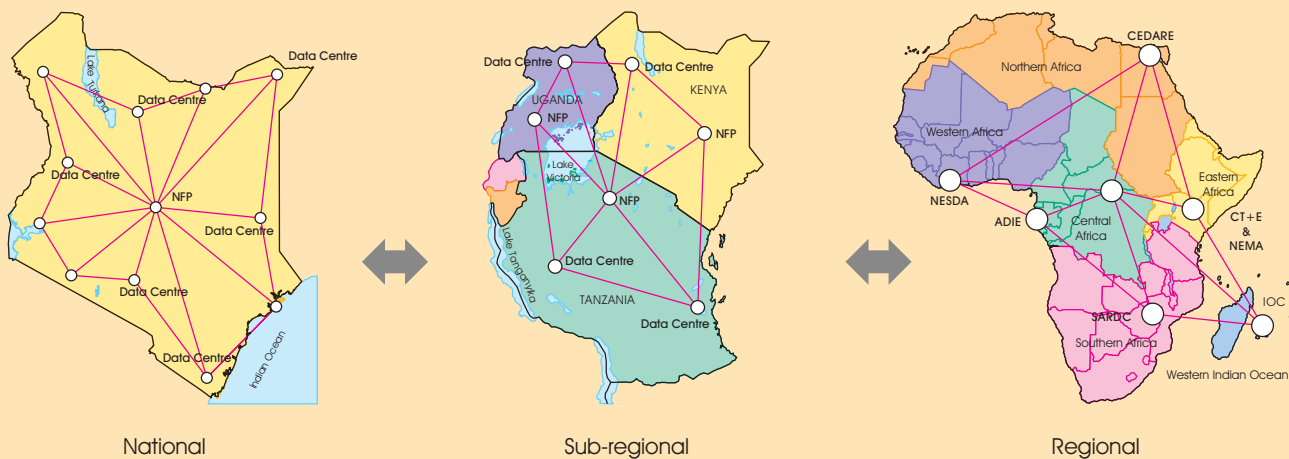 Data Centre
Lake Turkana
Data Centre
Data Centre
NFP
Data Centre
Data Centre
Data Centre
Indian Ocean
National
Data Centre
Data Centre
UGANDA
KENYA
NFP
NFP
Lake
Victoria
NFP
Lake Tanganyika
Data Centre
TANZANIA
Data Centre
Sub-regional
CEDARE
Northern Africa
Western Africa
Eastern
Africa
NESDA
ADIE
Central
Africa
CT+E
&
NEMA
IOC
SARDC
Southern Africa
Western Indian Ocean
Regional